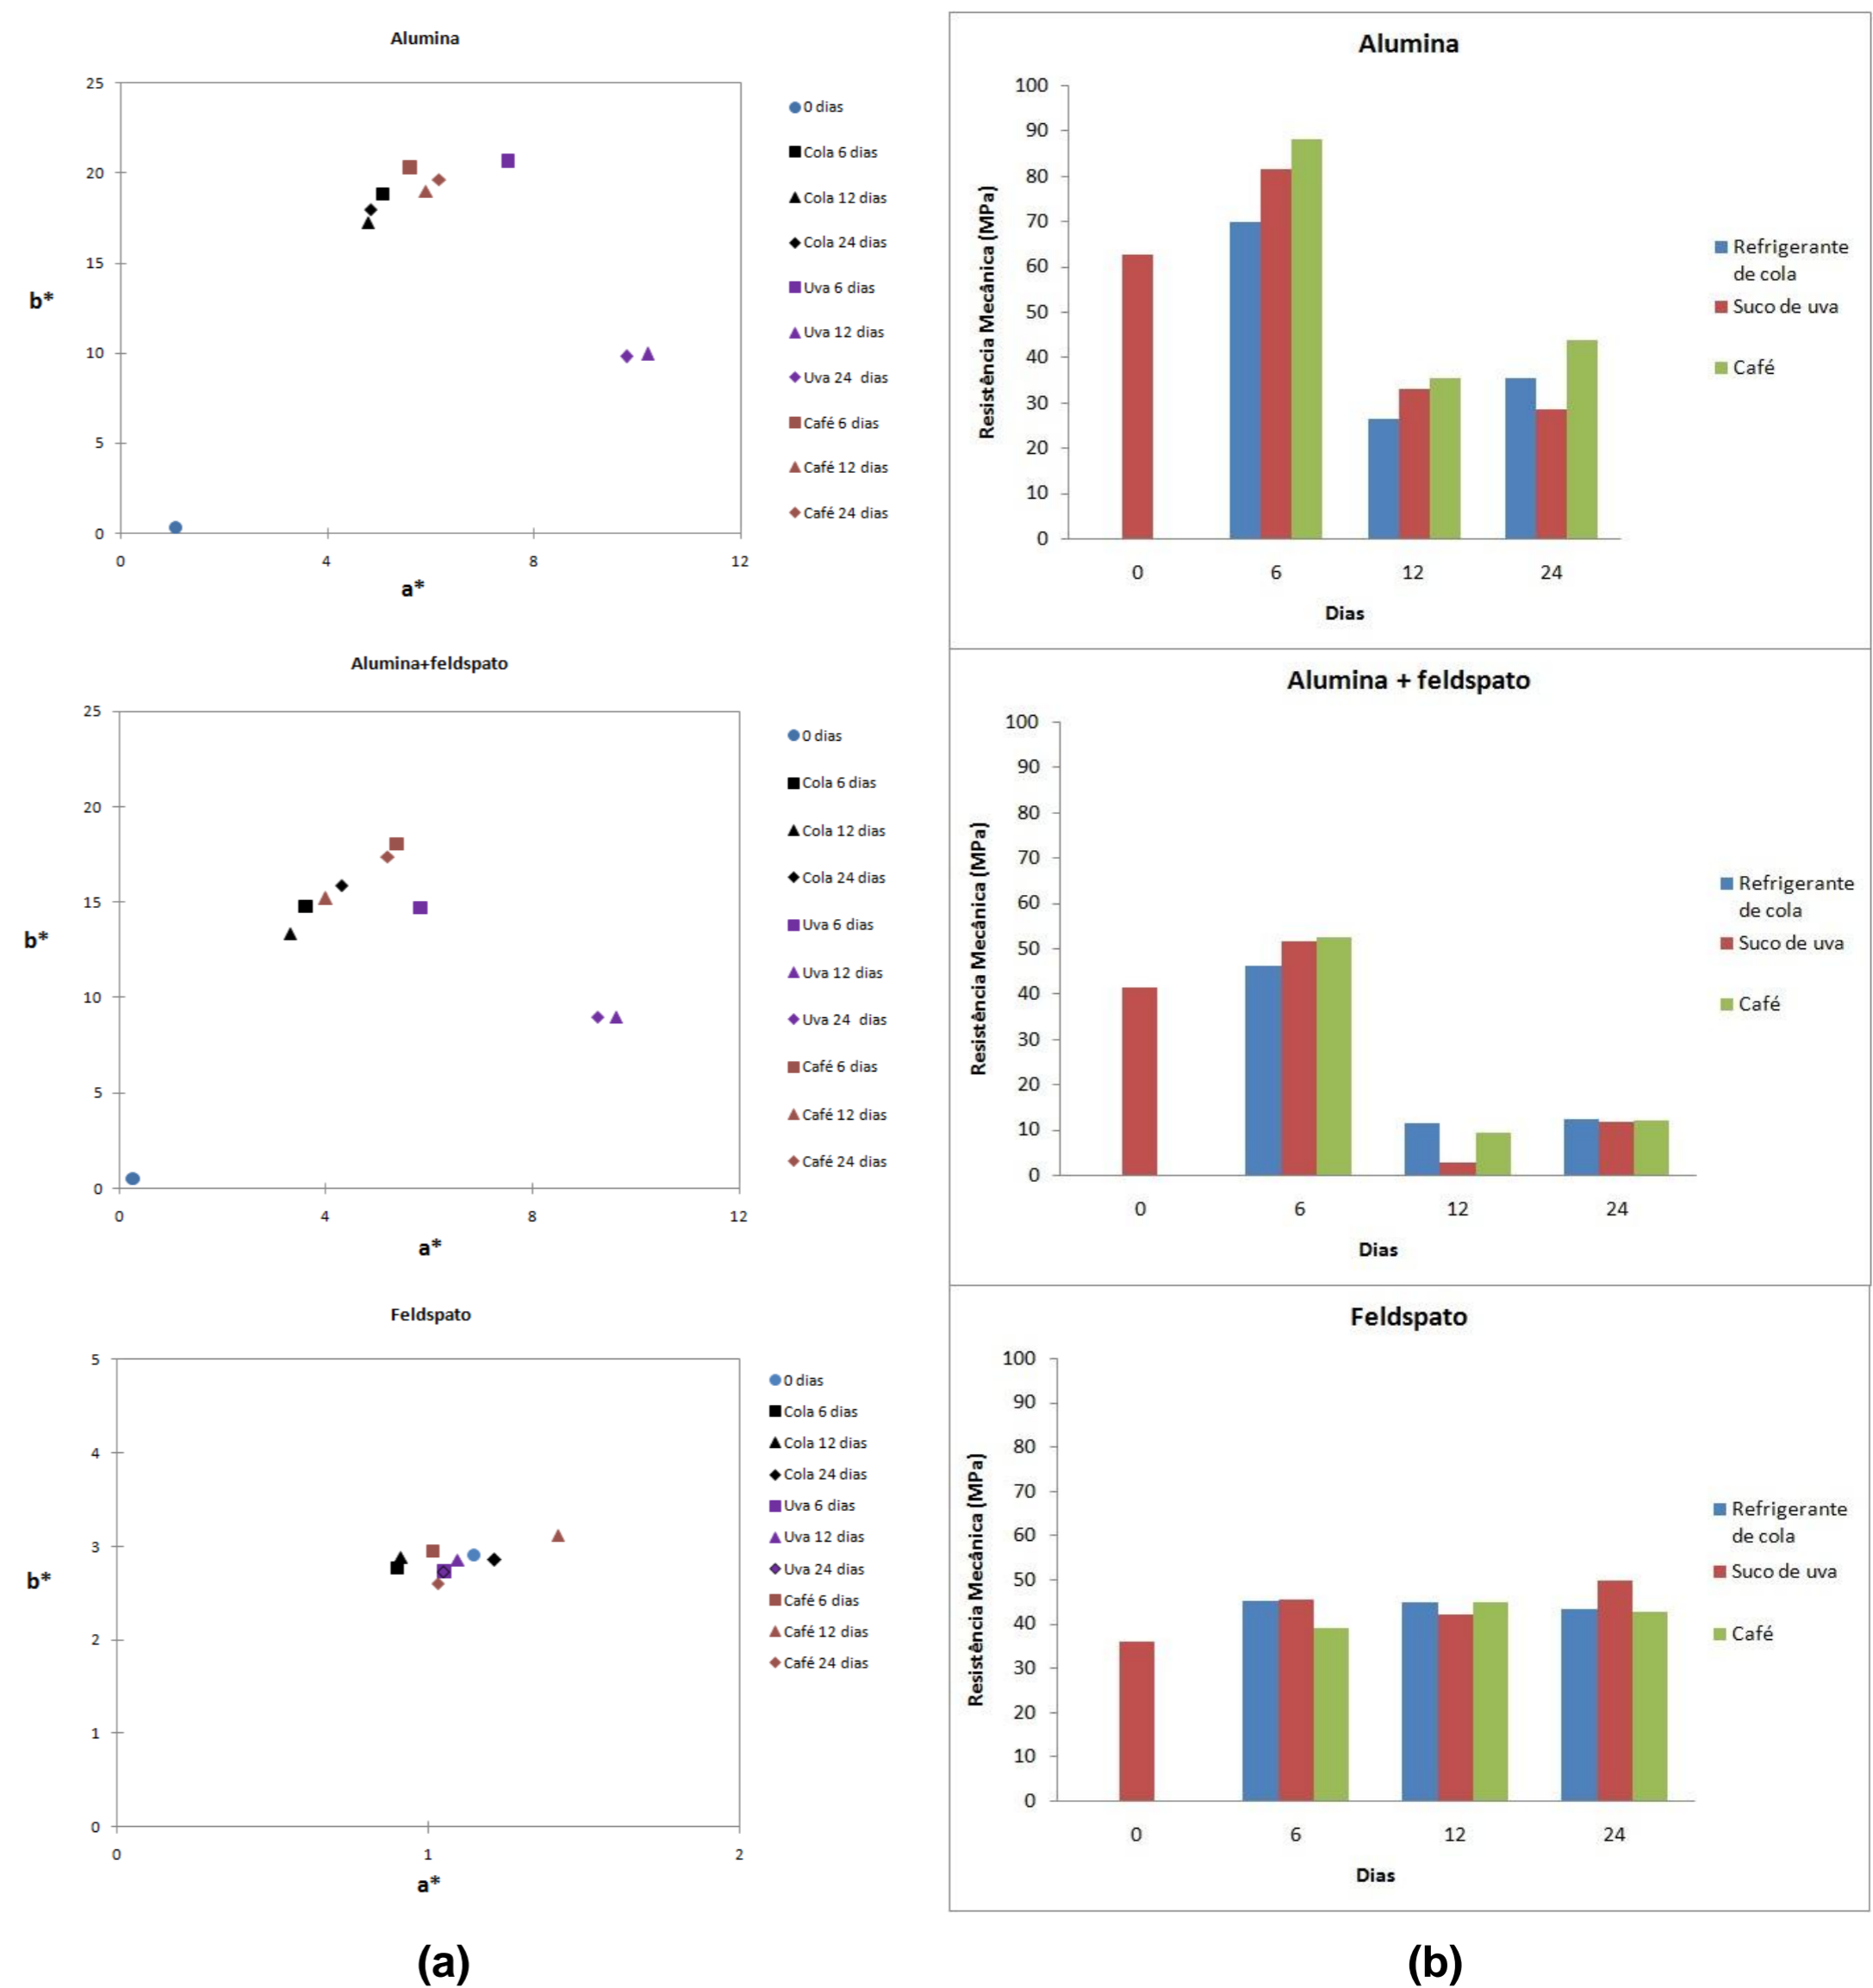 Alumina
25
20
15
10
5
0
0
4
8
12
b*
a*
0 dias
Cola 6 dias
Cola 12 dias
Cola 24 dias
Uva 6 dias
Uva 12 dias
Uva 24 dias
Café 6 dias
Café 12 dias
Café 24 dias
Alumina
100
90
80
70
60
50
40
30
20
10
0
0
6
12
24
Resistência Mecânica (MPa)
Dias
Refrigerante
de cola
Suco de uva
Café
Alumina+feldspato
25
20
15
10
5
0
0
4
8
12
b*
a*
0 dias
Cola 6 dias
Cola 12 dias
Cola 24 dias
Uva 6 dias
Uva 12 dias
Uva 24 dias
Café 6 dias
Café 12 dias
Café 24 dias
Alumina + feldspato
100
90
80
70
60
50
40
30
20
10
0
0
6
12
24
Resistência Mecânica (MPa)
Dias
Refrigerante
de cola
Suco de uva
Café
Feldspato
5
4
3
2
1
0
0
1
2
b*
a*
0 dias
Cola 6 dias
Cola 12 dias
Cola 24 dias
Uva 6 dias
Uva 12 dias
Uva 24 dias
Café 6 dias
Café 12 dias
Café 24 dias
Feldspato
100
90
80
70
60
50
40
30
20
10
0
0
6
12
24
Resistência Mecânica (MPa)
Dias
Refrigerante
de cola
Suco de uva
Café
(a)
(b)